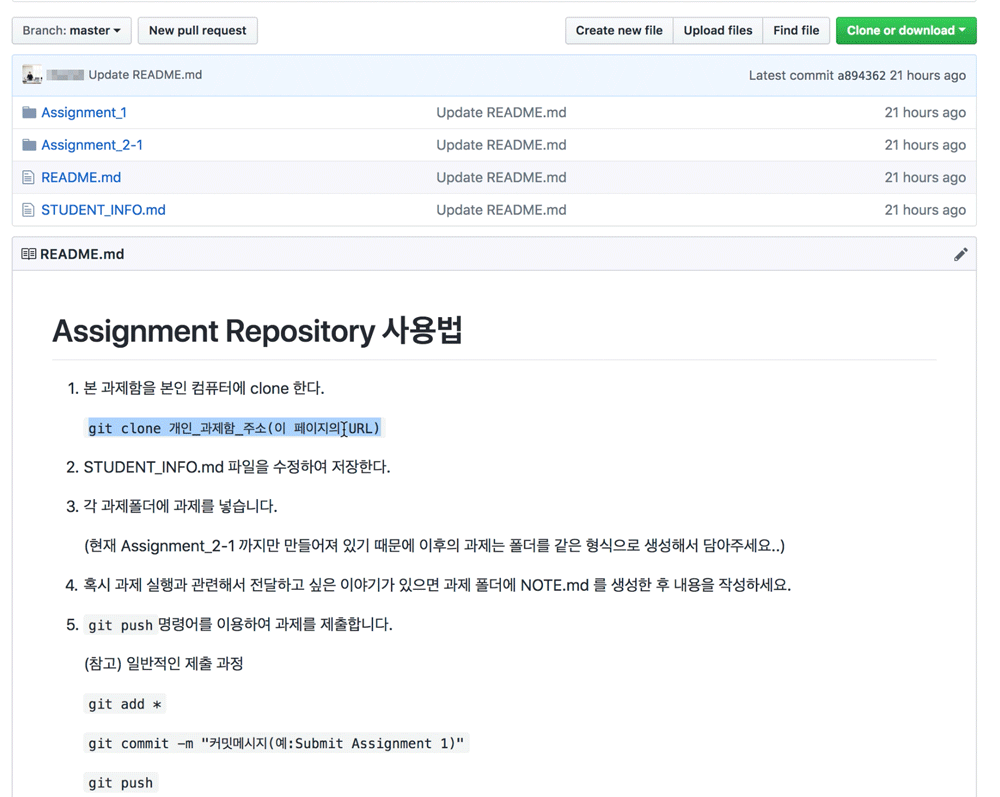 Branch: master New pull request Create new file Upload files Find file Clone or download
Update README.md Latest commit a894362 21 hours ago
Assignment_1 Update README.md 21 hours ago
Assignment_2-1 Update README.md 21 hours ago
README.md Update README.md 21 hours ago
STUDENT_INFO.md Update README.md 21 hours ago
README.md
Assignment Repository 사용법
1. 본 과제함을 본인 컴퓨터에 clone 한다.
git clone 개인_과제함_주소(이 페이지의 URL)
2. STUDENT_INFO.md 파일을 수정하여 저장한다.
3. 각 과제폴더에 과제를 넣습니다.
(현재 Assignment_2-1 까지만 만들어져 있기 때문에 이후의 과제는 폴더를 같은 형식으로 생성해서 담아주세요..)
4. 혹시 과제 실행과 관련해서 전달하고 싶은 이야기가 있으면 과제 폴더에 NOTE.md 를 생성한 후 내용을 작성하세요.
5. git push 명령어를 이용하여 과제를 제출합니다.
(참고) 일반적인 제출 과정
git add *
git commit -m "커밋메시지(예:Submit Assignment 1)"
git push